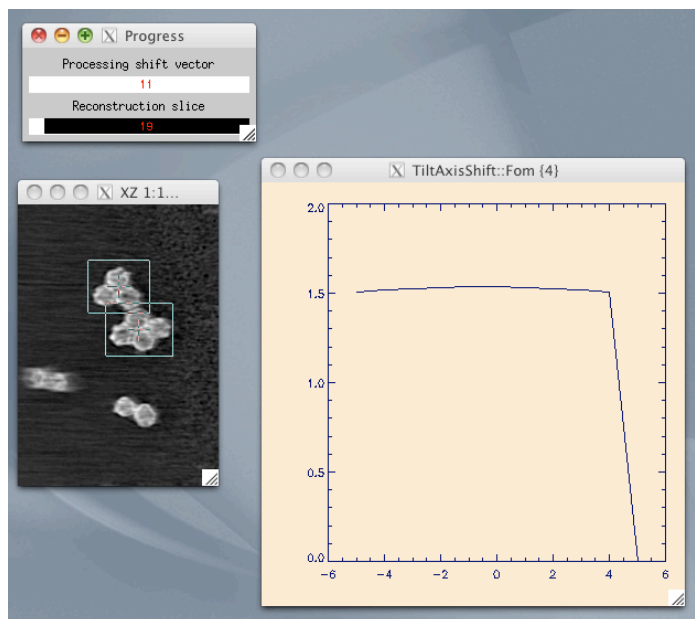 X Progress
Processing shift vector
11
Reconstruction slice
19
X XZ 1:1...
X TiltAxisShift::Fom {4}
2.0
1.5
1.0
0.5
0.0
-6 -4 -2 0 2 4 6